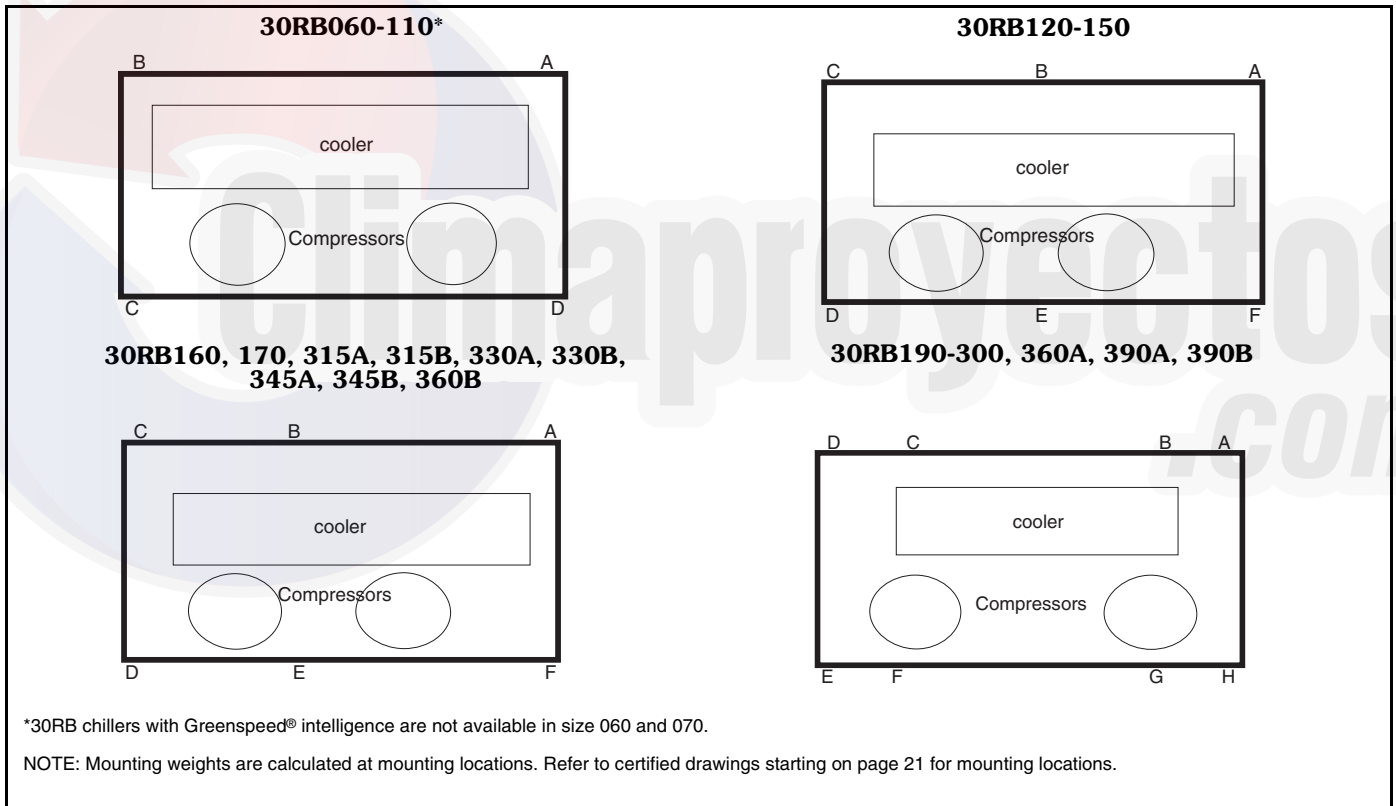 30RB060-110*
B A
cooler
Compressors
C D
30RB120-150
C B A
cooler
Compressors
D E F
30RB160, 170, 315A, 315B, 330A, 330B,
345A, 345B, 360B
C B A
cooler
Compressors
D E F
30RB190-300, 360A, 390A, 390B
D C B A
cooler
Compressors
E F G H
*30RB chillers with Greenspeed® intelligence are not available in size 060 and 070.
NOTE: Mounting weights are calculated at mounting locations. Refer to certified drawings starting on page 21 for mounting locations.
Climaproyectos
.com